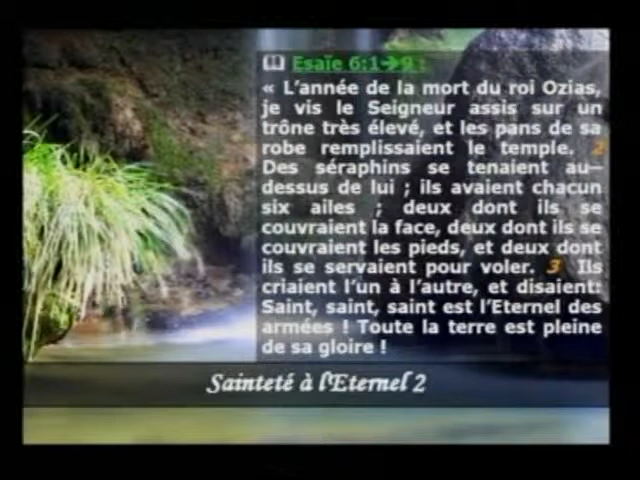 Esaïe 6:1→9 :
« L'année de la mort du roi Ozias,
je vis le Seigneur assis sur un
trône très élevé, et les pans de sa
robe remplissaient le temple. 2
Des séraphins se tenaient au–
dessus de lui ; ils avaient chacun
six ailes ; deux dont ils se
couvraient la face, deux dont ils se
couvraient les pieds, et deux dont
ils se servaient pour voler. 3 Ils
criaient l'un à l'autre, et disaient:
Saint, saint, saint est l'Eternel des
armées ! Toute la terre est pleine
de sa gloire !
Sainteté à l'Eternel 2